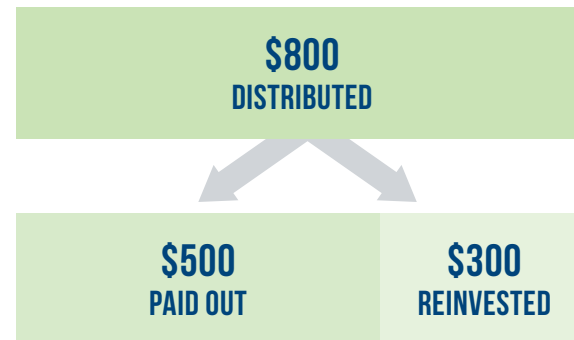 $800
DISTRIBUTED
$500
PAID OUT
$300
REINVESTED